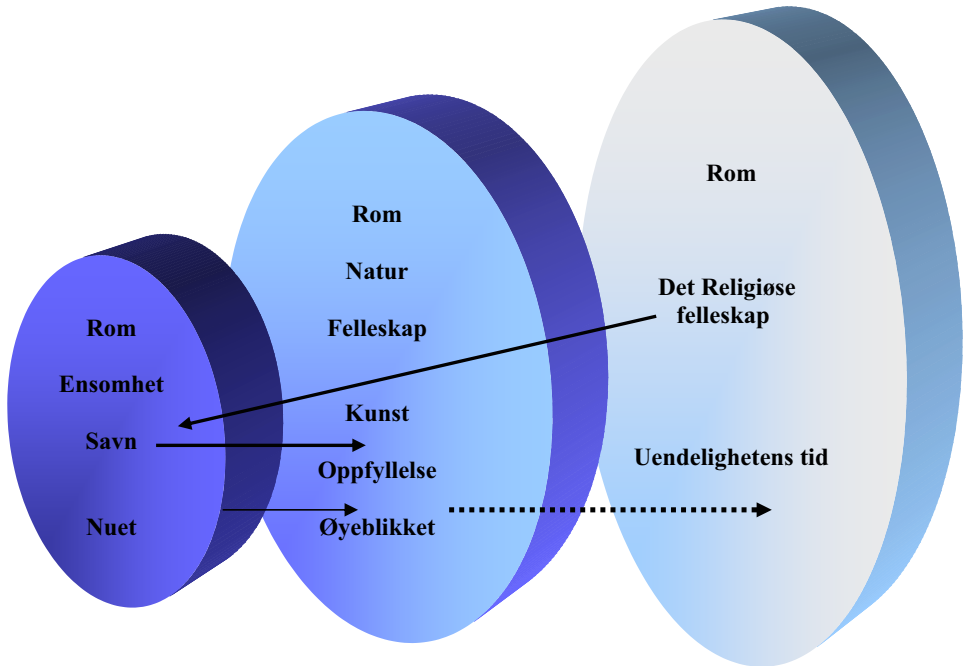 Rom
Ensomhet
Savn
Nuet
Rom
Natur
Felleskap
Kunst
Oppfyllelse
Øyeblikket
Rom
Det Religiøse
felleskap
Uendelighetens tid